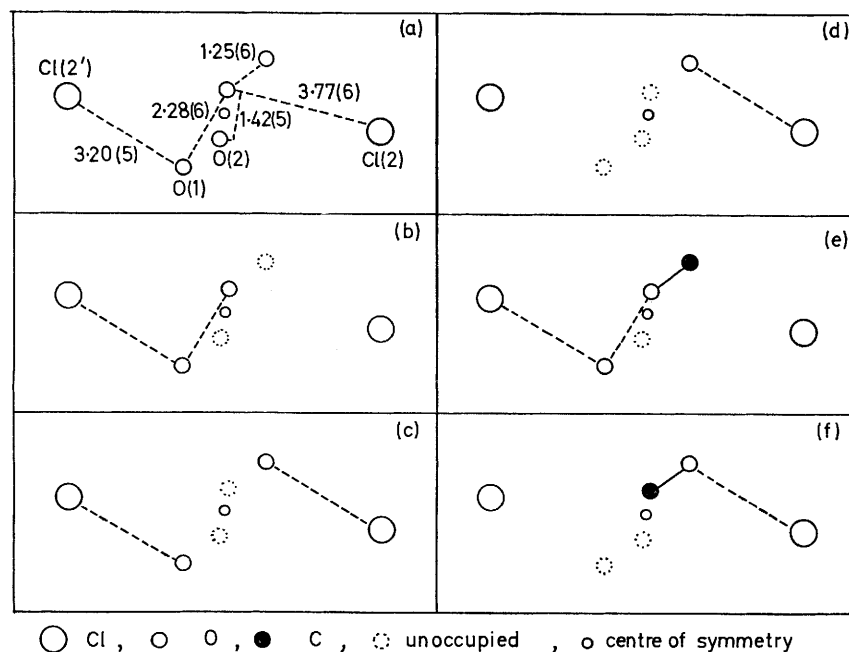 (a)
1·25(6)
Cl(2′)
3·77(6)
2·28(6)
1·42(5)
3·20(5)
O(2)
O(1)
Cl(2)
(b)
(c)
(d)
(e)
(f)
Cl , O , C , unoccupied , centre of symmetry